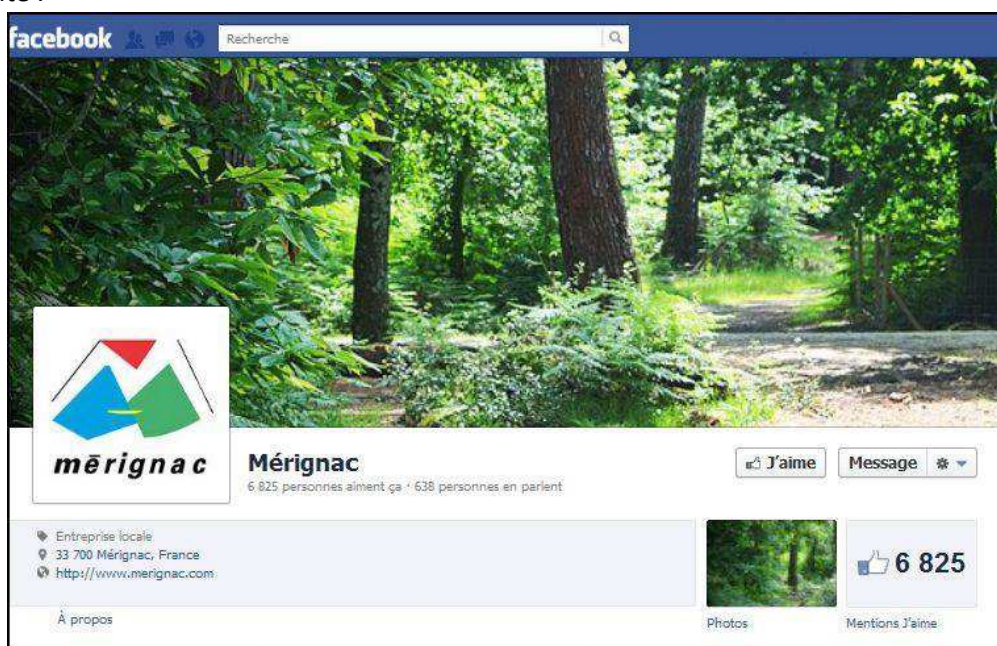 facebook Recherche
mērignac
Mérignac
6 825 personnes aiment ça · 638 personnes en parlent
J'aime
Message
Entreprise locale
33 700 Mérignac, France
http://www.merignac.com
À propos
6 825
Photos
Mentions J'aime